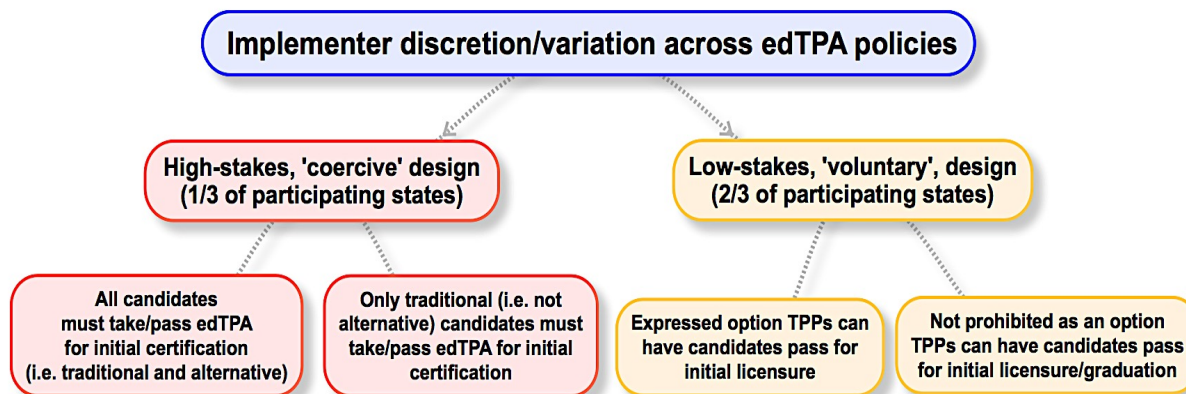 Implementer discretion/variation across edTPA policies
High-stakes, 'coercive' design
(1/3 of participating states)
Low-stakes, 'voluntary', design
(2/3 of participating states)
All candidates
must take/pass edTPA
for initial certification
(i.e. traditional and alternative)
Only traditional (i.e. not
alternative) candidates must
take/pass edTPA for initial
certification
Expressed option TPPs can
have candidates pass for
initial licensure
Not prohibited as an option
TPPs can have candidates pass
for initial licensure/graduation